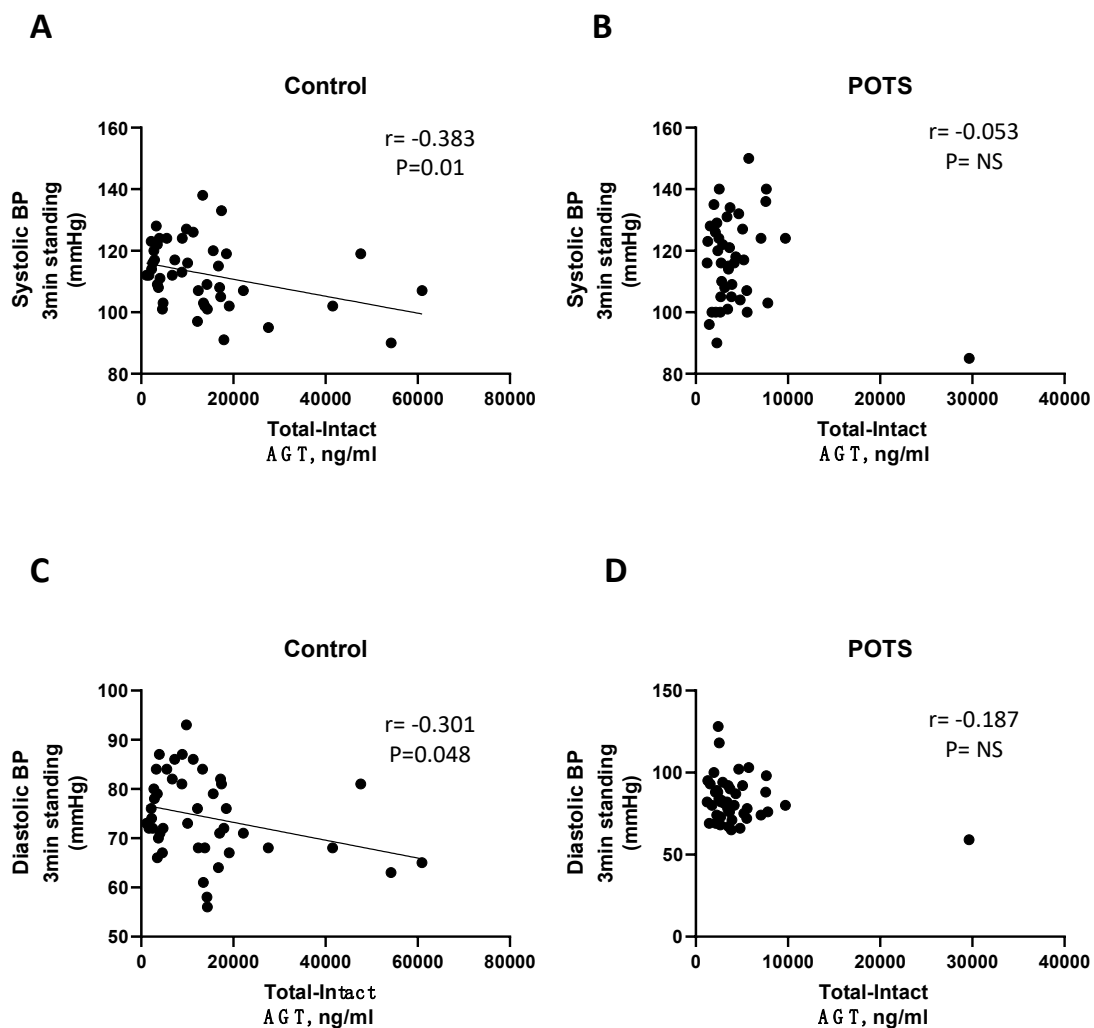 A
Control
r= -0.383
P=0.01
160
140
120
100
80
Systolic BP
3min standing
(mmHg)
0 20000 40000 60000 80000
Total-Intact
AGT, ng/ml
B
POTS
r= -0.053
P= NS
160
140
120
100
80
Systolic BP
3min standing
(mmHg)
0 10000 20000 30000 40000
Total-Intact
AGT, ng/ml
C
Control
r= -0.301
P=0.048
100
90
80
70
60
50
Diastolic BP
3min standing
(mmHg)
0 20000 40000 60000 80000
Total-Intact
AGT, ng/ml
D
POTS
r= -0.187
P= NS
150
100
50
0
Diastolic BP
3min standing
(mmHg)
0 10000 20000 30000 40000
Total-Intact
AGT, ng/ml